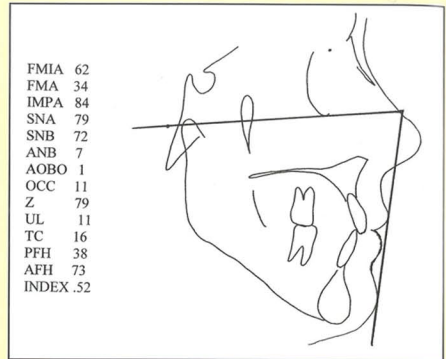 FMIA 62
FMA 34
IMPA 84
SNA 79
SNB 72
ANB 7
AOBO 1
OCC 11
Z 79
UL 11
TC 16
PFH 38
AFH 73
INDEX .52